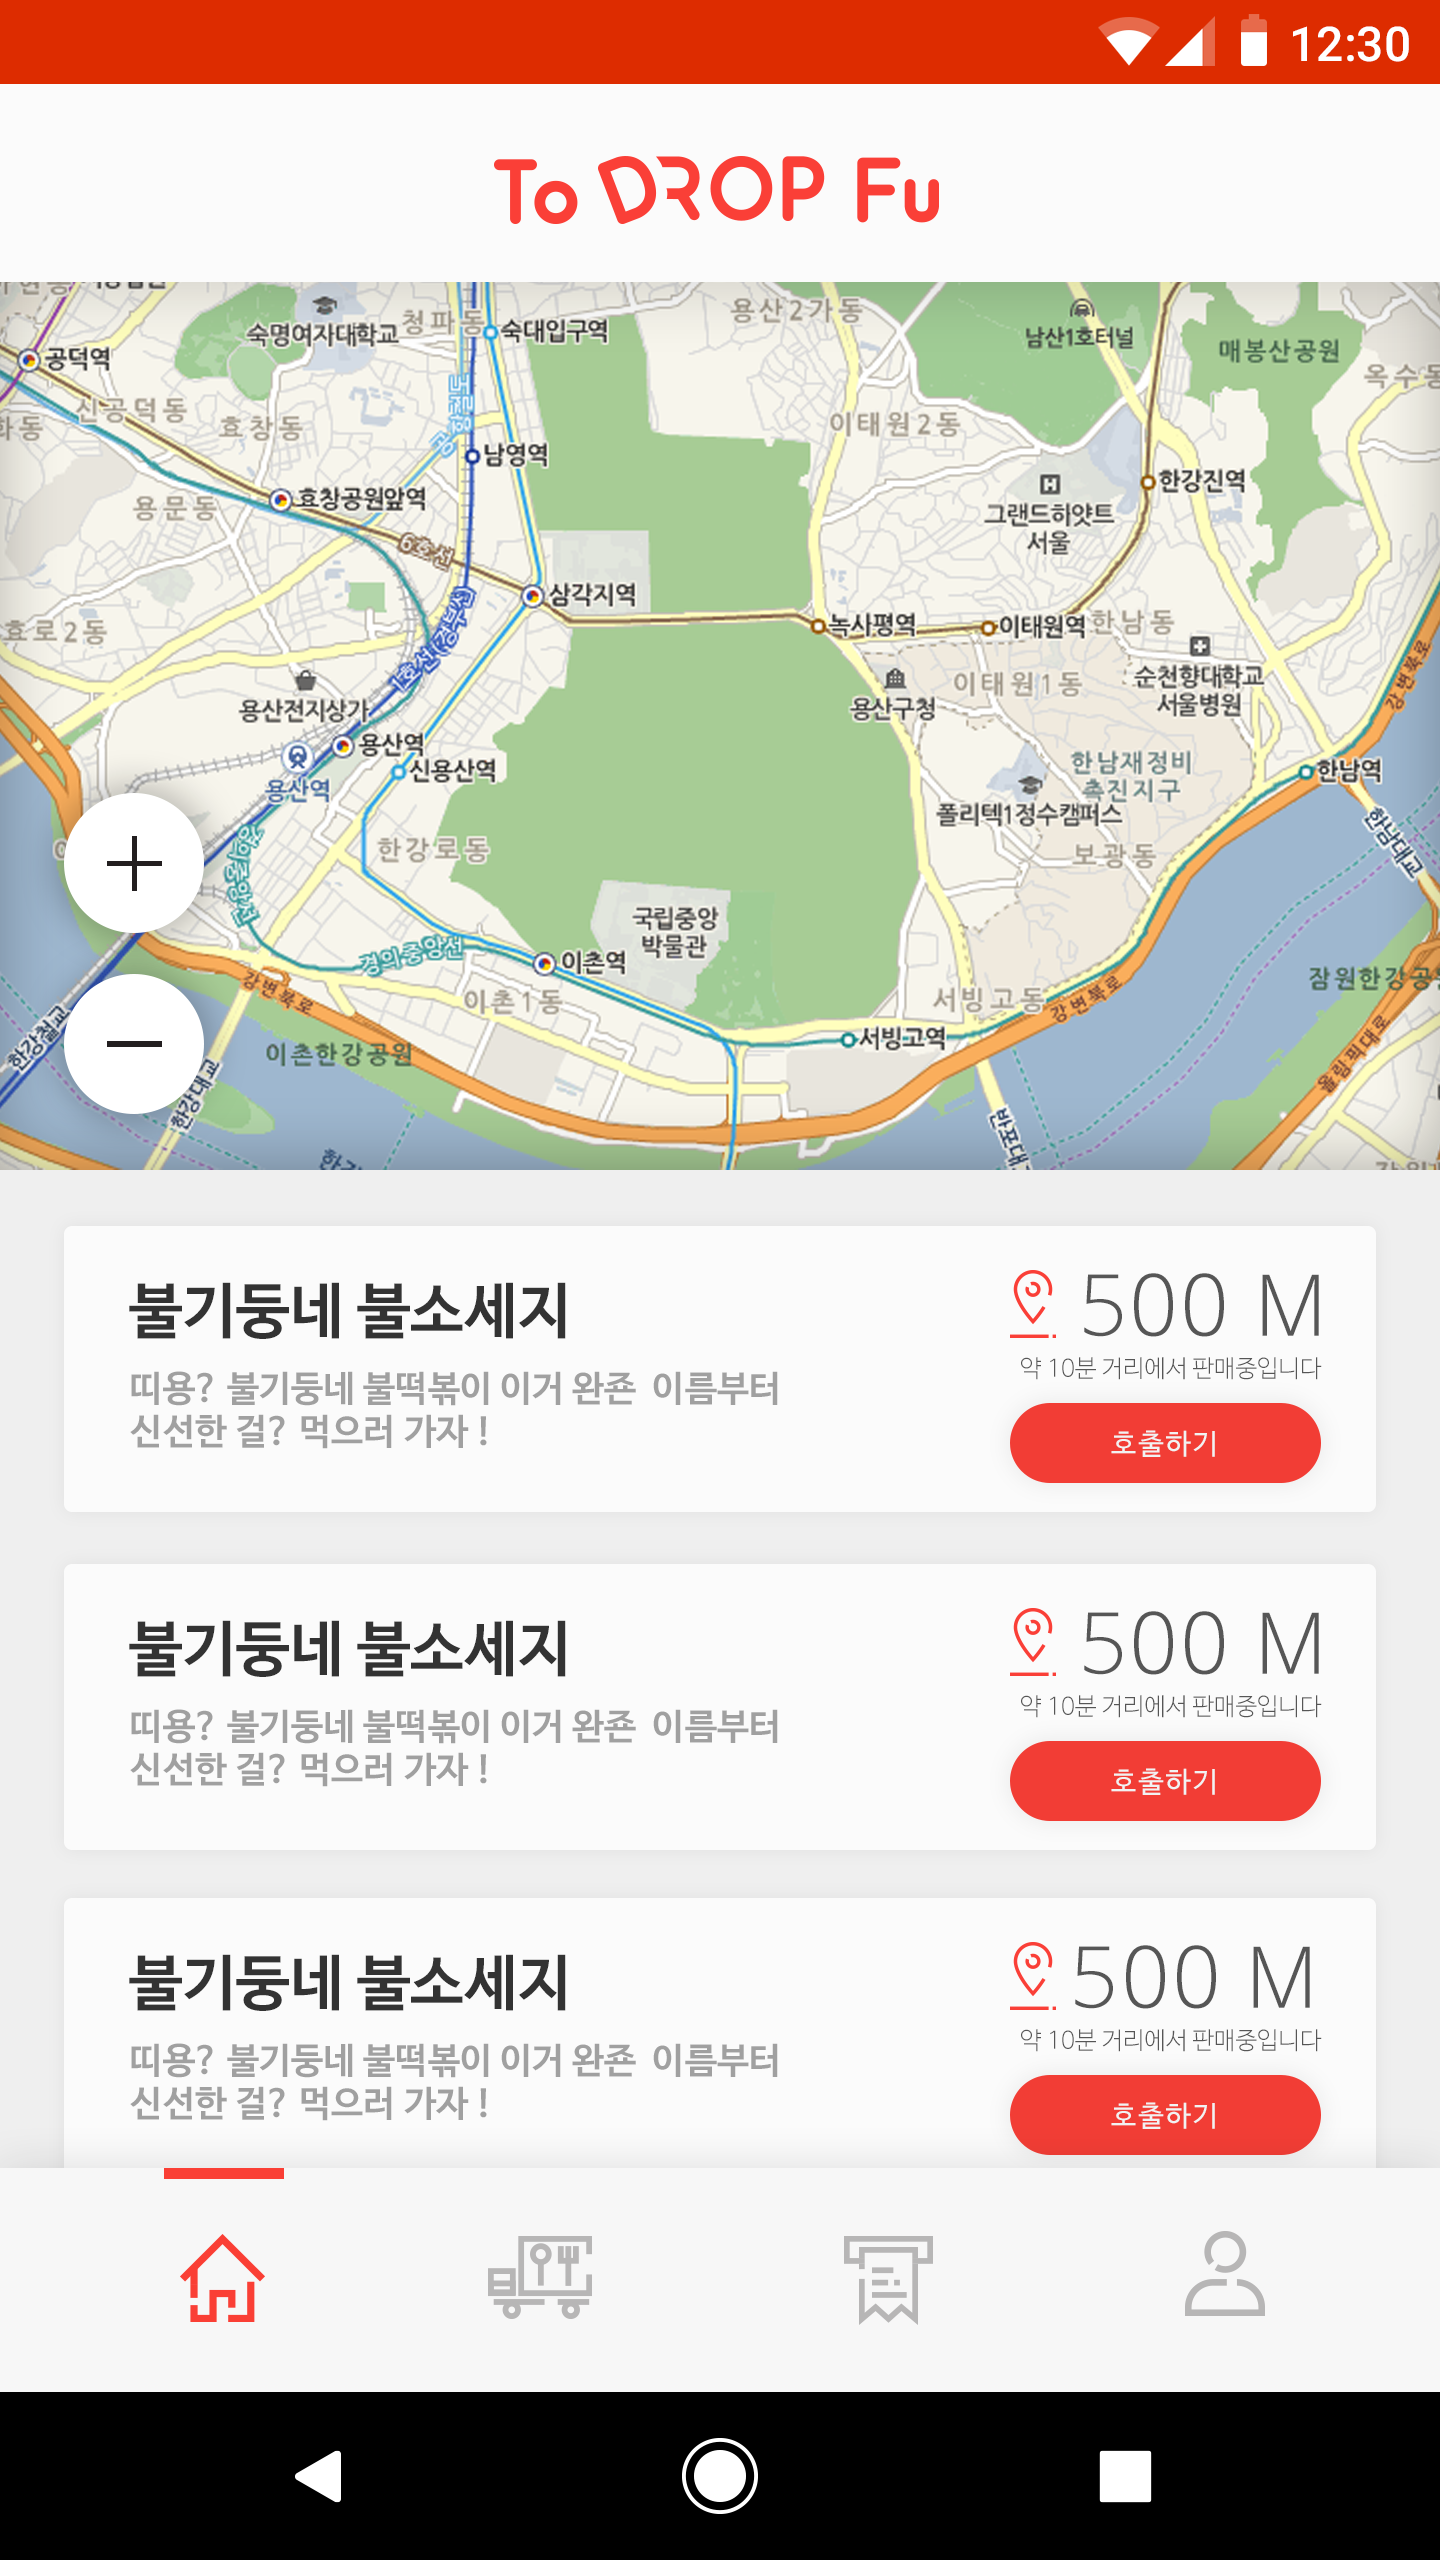 12:30
To DROP Fu
숙명여자대학교
청파동
숙대입구역
용산2가동
남산1호터널
매봉산공원
공덕역
옥수동
신공덕동
효창동
이태원2동
공항철도
남영역
한강진역
효창공원앞역
용문동
그랜드하얏트
서울
6호선
삼각지역
녹사평역
이태원역
한남동
효로2동
1호선(경부선)
순천향대학교
서울병원
이태원1동
용산구청
용산전자상가
강변북로
용산역
신용산역
용산역
한남재정비
촉진지구
한남역
폴리텍1정수캠퍼스
한남대교
한강로동
보광동
국립중앙
박물관
경의중앙선
이촌역
강변북로
이촌1동
서빙고동
강변북로
잠원한강공
한강철교
이촌한강공원
서빙고역
올림픽대로
한강대교
반포대
불기둥네 불소세지
500 M
띠용? 불기둥네 불떡볶이 이거 완죤 이름부터
신선한 걸? 먹으러 가자 !
약 10분 거리에서 판매중입니다
호출하기
불기둥네 불소세지
500 M
띠용? 불기둥네 불떡볶이 이거 완죤 이름부터
신선한 걸? 먹으러 가자 !
약 10분 거리에서 판매중입니다
호출하기
불기둥네 불소세지
500 M
띠용? 불기둥네 불떡볶이 이거 완죤 이름부터
신선한 걸? 먹으러 가자 !
약 10분 거리에서 판매중입니다
호출하기